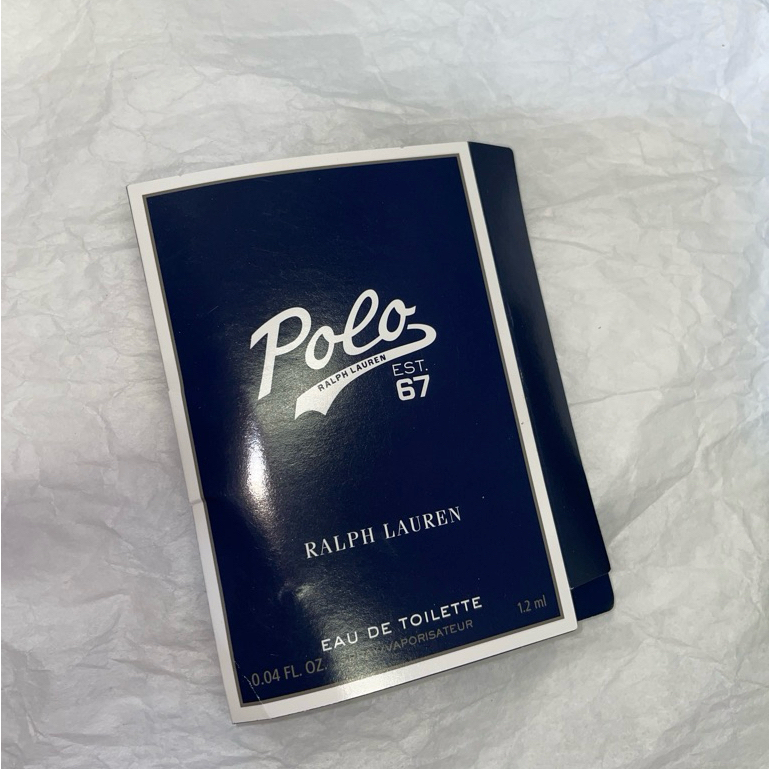 Polo
RALPH LAUREN
EST.
67
RALPH LAUREN
EAU DE TOILETTE
VAPORISATEUR
0.04 FL. OZ.
1.2 ml